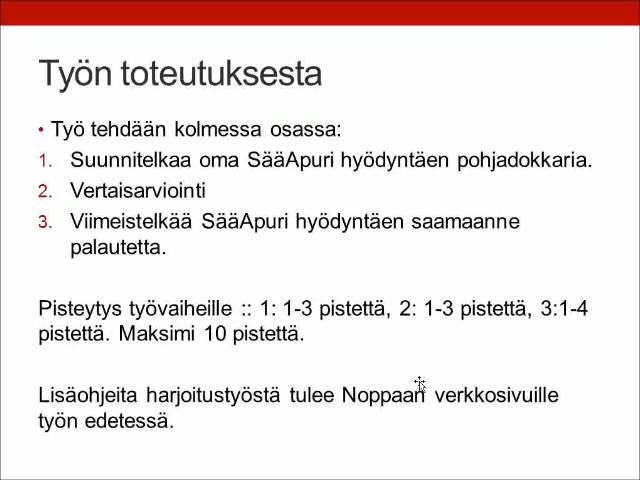 Työn toteutuksesta
• Työ tehdään kolmessa osassa:
1. Suunnitelkaa oma SääApuri hyödyntäen pohjadokkaria.
2. Vertaisarviointi
3. Viimeistelkää SääApuri hyödyntäen saamaanne
palautetta.
Pisteytys työvaiheille :: 1: 1-3 pistettä, 2: 1-3 pistettä, 3:1-4
pistettä. Maksimi 10 pistettä.
Lisäohjeita harjoitustyöstä tulee Noppaan verkkosivuille
työn edetessä.